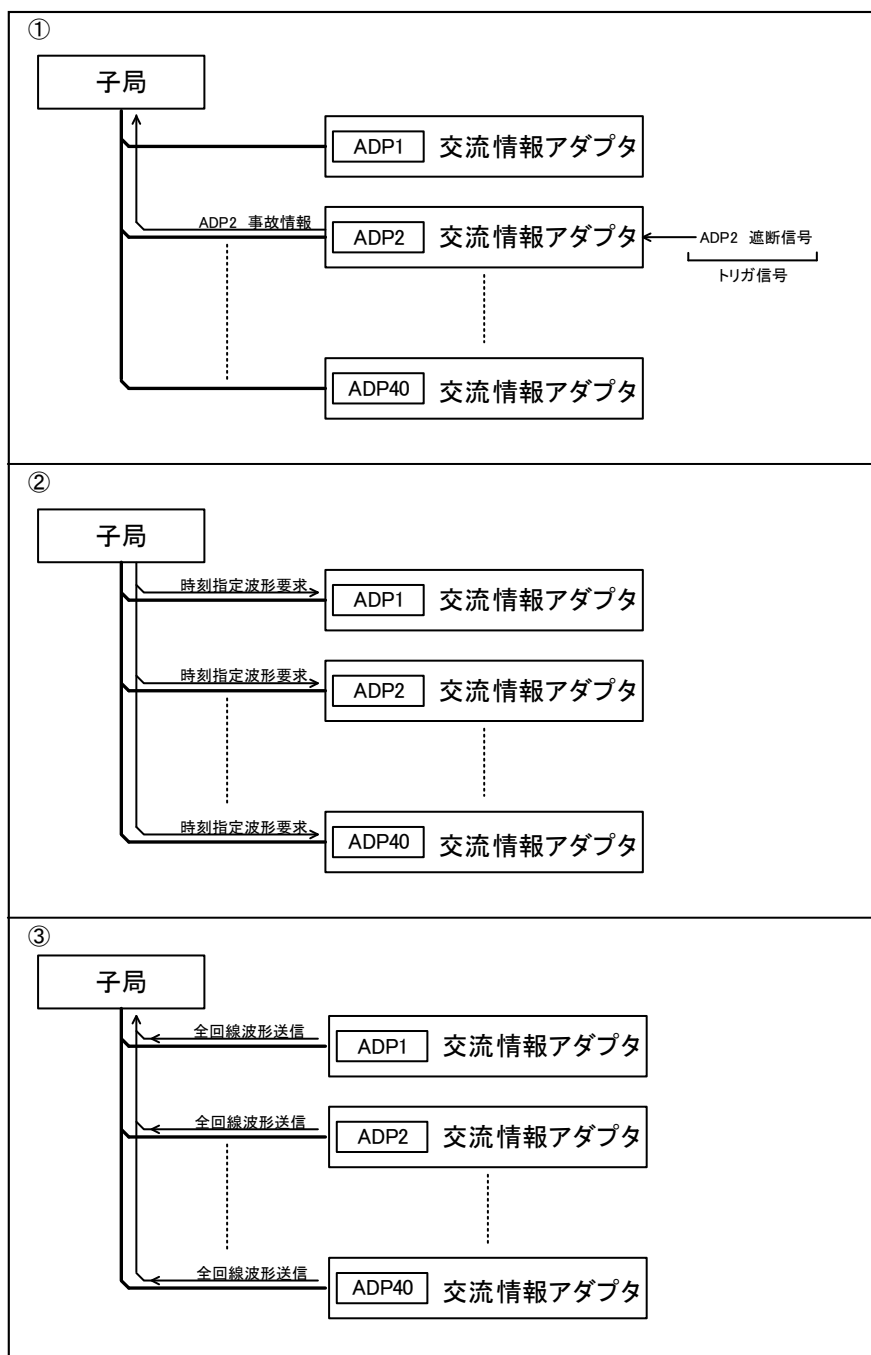 ①
子局
ADP1 交流情報アダプタ
ADP2 事故情報
ADP2 交流情報アダプタ
ADP2 遮断信号
トリガ信号
ADP40 交流情報アダプタ
②
子局
時刻指定波形要求
ADP1 交流情報アダプタ
時刻指定波形要求
ADP2 交流情報アダプタ
時刻指定波形要求
ADP40 交流情報アダプタ
③
子局
全回線波形送信
ADP1 交流情報アダプタ
全回線波形送信
ADP2 交流情報アダプタ
全回線波形送信
ADP40 交流情報アダプタ